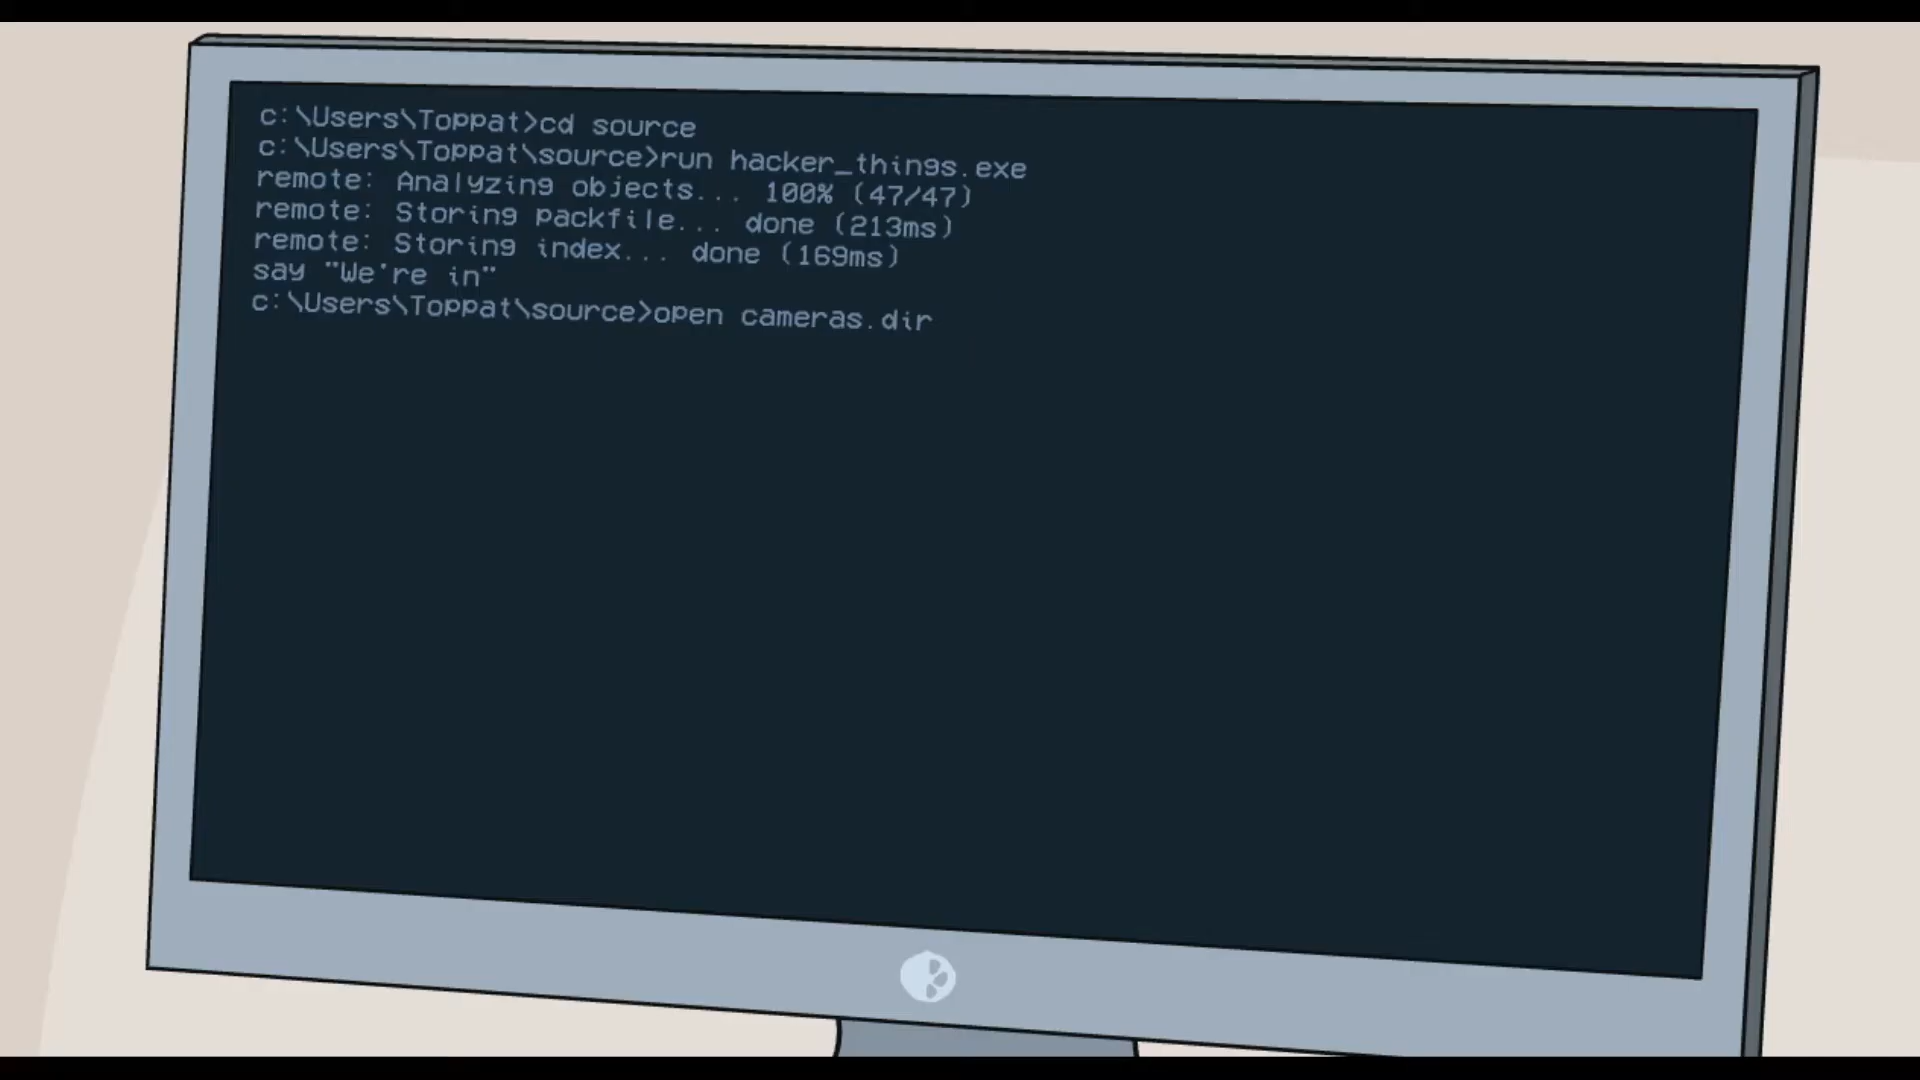 c:\Users\Toppat>cd source
c:\Users\Toppat\source>run hacker_things.exe
remote: Analyzing objects... 100% (47/47)
remote: Storing packfile... done (213ms)
remote: Storing index... done (169ms)
say "We're in"
c:\Users\Toppat\source>open cameras.dir